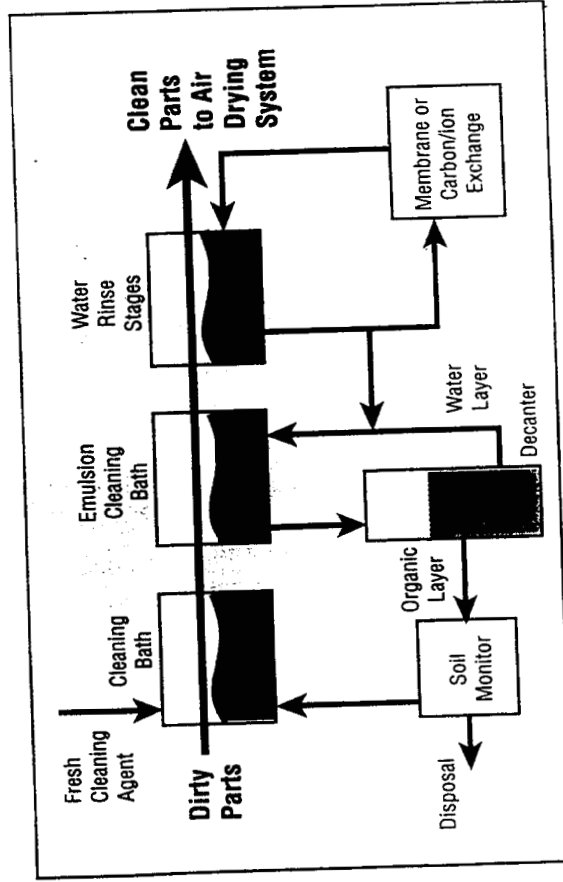 Fresh
Cleaning
Agent
Cleaning
Bath
Emulsion
Cleaning
Bath
Water
Rinse
Stages
Clean
Parts
to Air
Drying
System
Dirty
Parts
Disposal
Soil
Monitor
Organic
Layer
Decanter
Water
Layer
Membrane or
Carbon/ion
Exchange